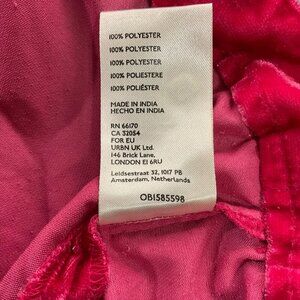 100% POLYESTER
100% POLYESTER
100% POLYESTER
100% POLIESTERE
100% POLIÉSTER
MADE IN INDIA
HECHO EN INDIA
RN 66170
CA 32054
FOR EU
URBN UK Ltd.
146 Brick Lane,
LONDON E1 6RU
Leidsestraat 32, 1017 PB
Amsterdam, Netherlands
OB1585598